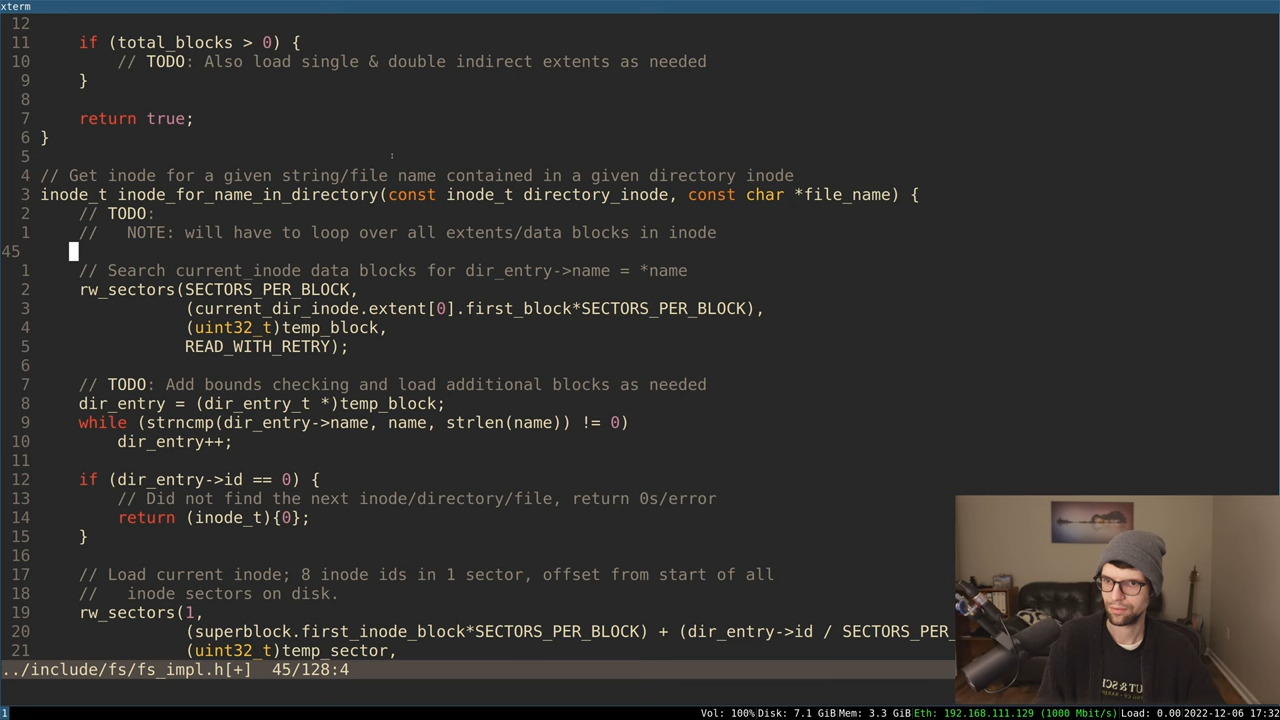 xterm
12
11 if (total_blocks > 0) {
10 // TODO: Also load single & double indirect extents as needed
9 }
8
7 return true;
6 }
5
4 // Get inode for a given string/file name contained in a given directory inode
3 inode_t inode_for_name_in_directory(const inode_t directory_inode, const char *file_name) {
2 // TODO:
1 // NOTE: will have to loop over all extents/data blocks in inode
45
1 // Search current_inode data blocks for dir_entry->name = *name
2 rw_sectors(SECTORS_PER_BLOCK,
3 (current_dir_inode.extent[0].first_block*SECTORS_PER_BLOCK),
4 (uint32_t)temp_block,
5 READ_WITH_RETRY);
6
7 // TODO: Add bounds checking and load additional blocks as needed
8 dir_entry = (dir_entry_t *)temp_block;
9 while (strncmp(dir_entry->name, name, strlen(name)) != 0)
10 dir_entry++;
11
12 if (dir_entry->id == 0) {
13 // Did not find the next inode/directory/file, return 0s/error
14 return (inode_t){0};
15 }
16
17 // Load current inode; 8 inode ids in 1 sector, offset from start of all
18 // inode sectors on disk.
19 rw_sectors(1,
20 (superblock.first_inode_block*SECTORS_PER_BLOCK) + (dir_entry->id / SECTORS_PER_
21 (uint32_t)temp_sector,
../include/fs/fs_impl.h[+] 45/128:4
1 Vol: 100% Disk: 7.1 GiB Mem: 3.3 GiB Eth: 192.168.111.129 (1000 Mbit/s) Load: 0.00 2022-12-06 17:32